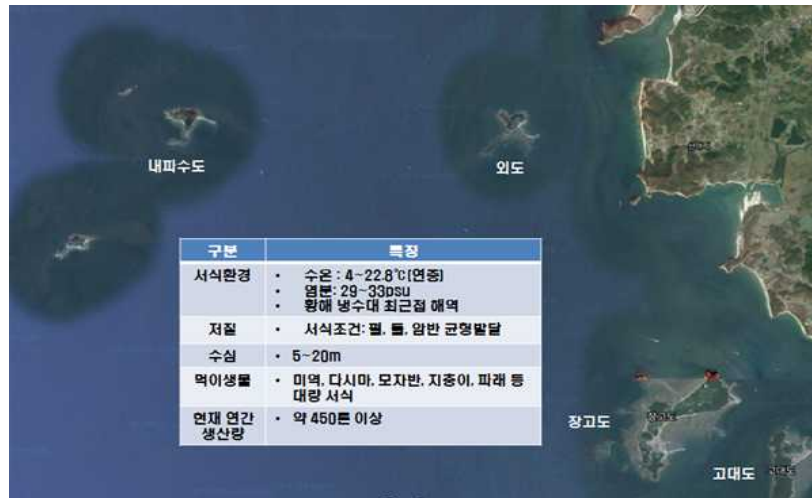 내파수도
외도
구분 특징
서식환경 • 수온 : 4~22.8℃(연중)
• 염분: 29~33psu
• 황해 냉수대 최근접 해역
저질 • 서식조건: 펄, 돌, 암반 균형발달
수심 • 5~20m
먹이생물 • 미역, 다시마, 모자반, 지충이, 파래 등
대량 서식
현재 연간 • 약 450톤 이상
생산량
장고도
장고도
고대도